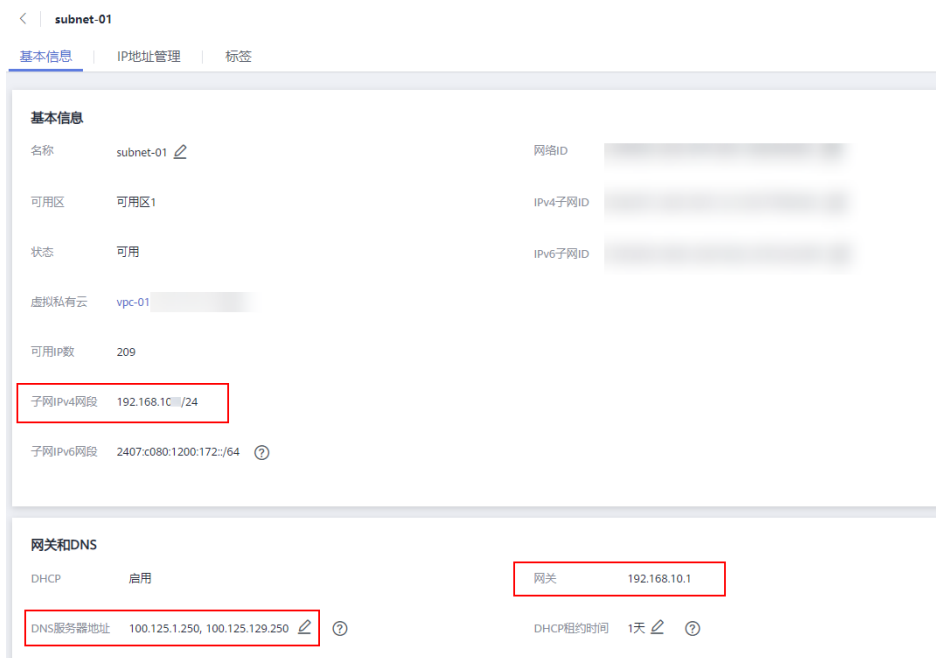 subnet-01
基本信息 IP地址管理 标签
基本信息
名称 subnet-01 网络ID
可用区 可用区1 IPv4子网ID
状态 可用 IPv6子网ID
虚拟私有云 vpc-01
可用IP数 209
子网IPv4网段 192.168.10 /24
子网IPv6网段 2407:c080:1200:172::/64
网关和DNS
DHCP 启用 网关 192.168.10.1
DNS服务器地址 100.125.1.250, 100.125.129.250 DHCP租约时间 1天